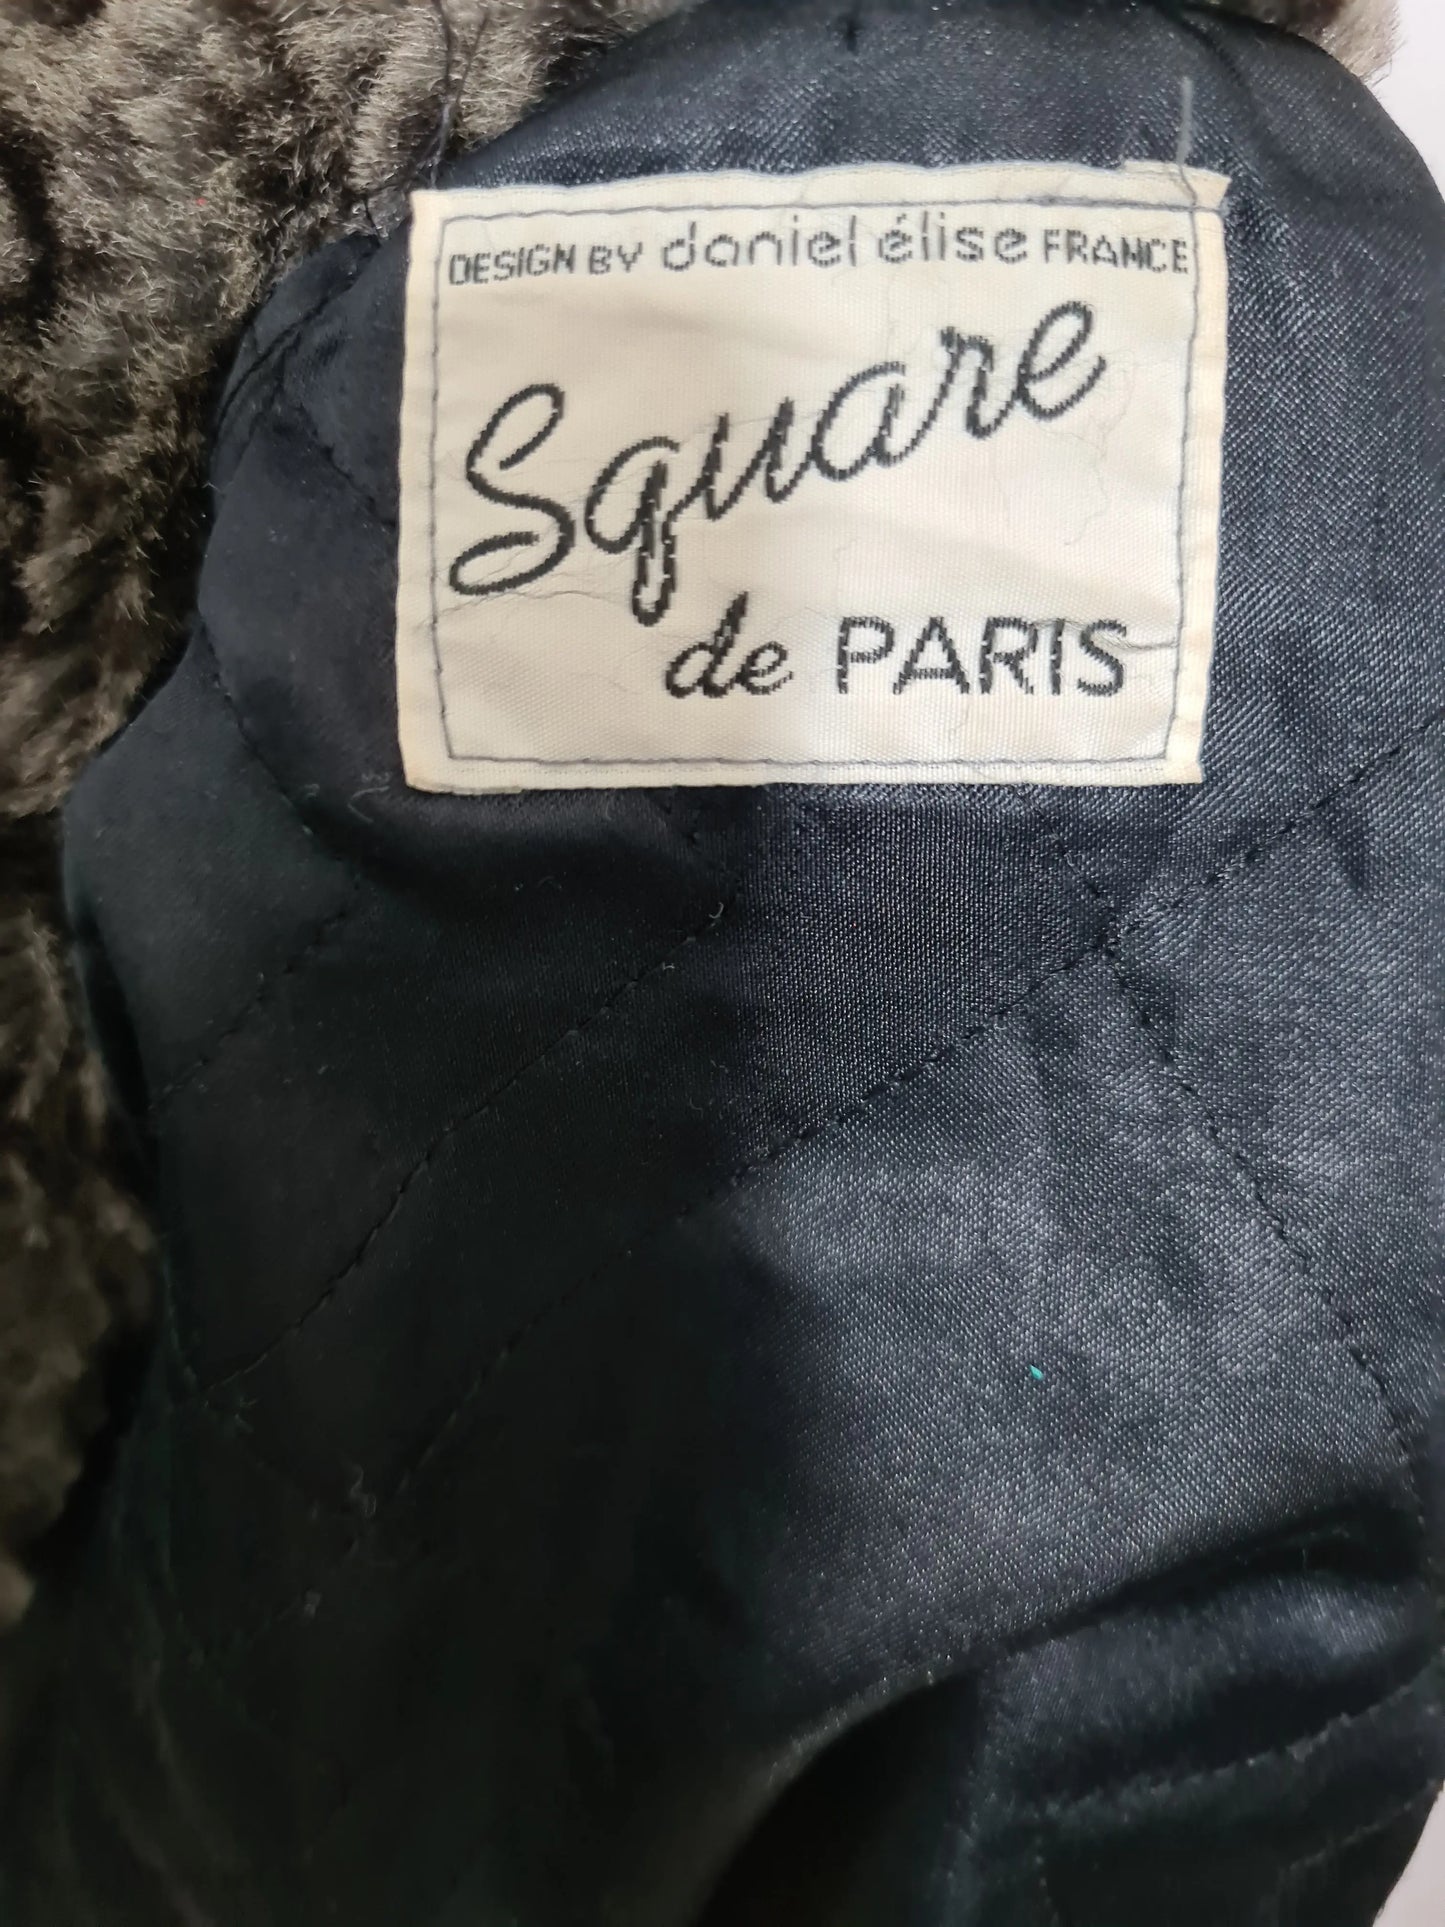 DESIGN BY daniel élise FRANCE
Square
de PARIS